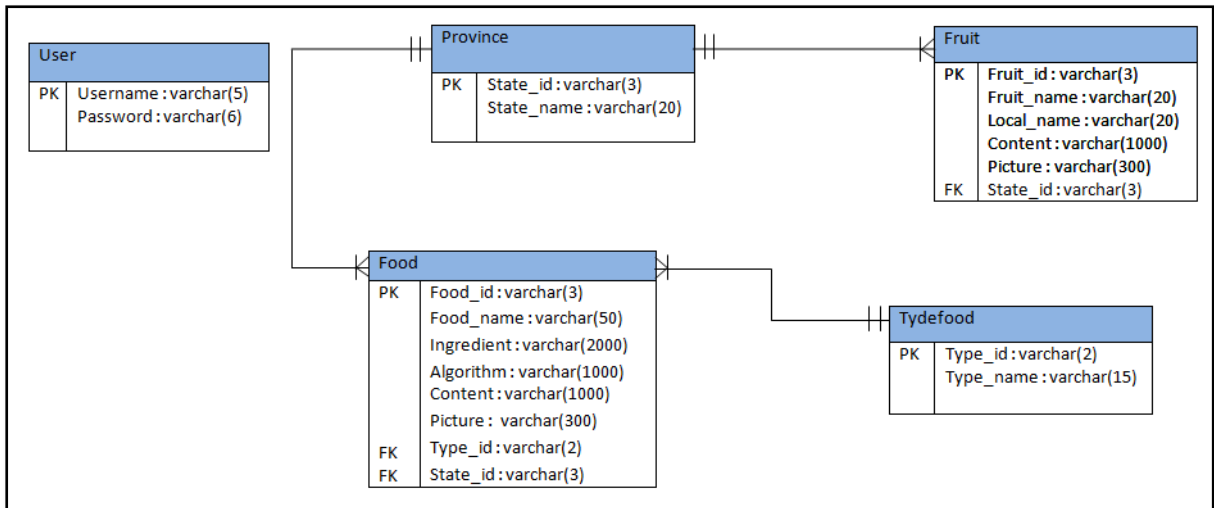 User
PK Username:varchar(5)
Password:varchar(6)
Province
PK State_id:varchar(3)
State_name:varchar(20)
Fruit
PK Fruit_id:varchar(3)
Fruit_name:varchar(20)
Local_name:varchar(20)
Content:varchar(1000)
Picture:varchar(300)
FK State_id:varchar(3)
Food
PK Food_id:varchar(3)
Food_name:varchar(50)
Ingredient:varchar(2000)
Algorithm:varchar(1000)
Content:varchar(1000)
Picture: varchar(300)
FK Type_id:varchar(2)
FK State_id:varchar(3)
Tydefood
PK Type_id:varchar(2)
Type_name:varchar(15)